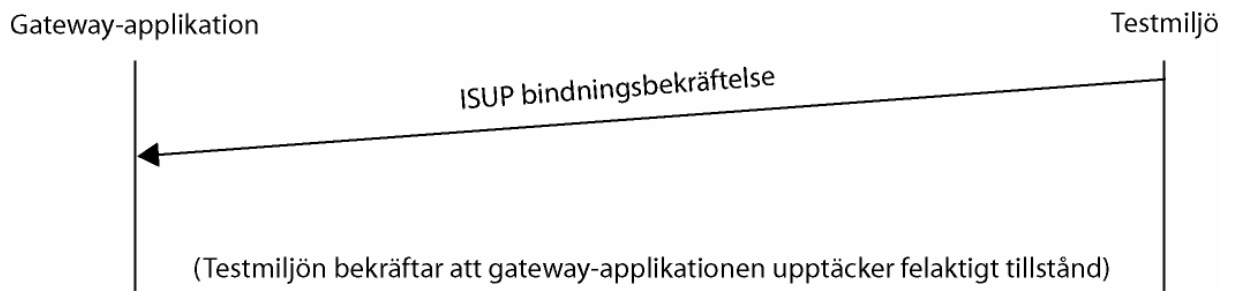 Gateway-applikation
Testmiljö
ISUP bindningsbekräftelse
(Testmiljön bekräftar att gateway-applikationen upptäcker felaktigt tillstånd)